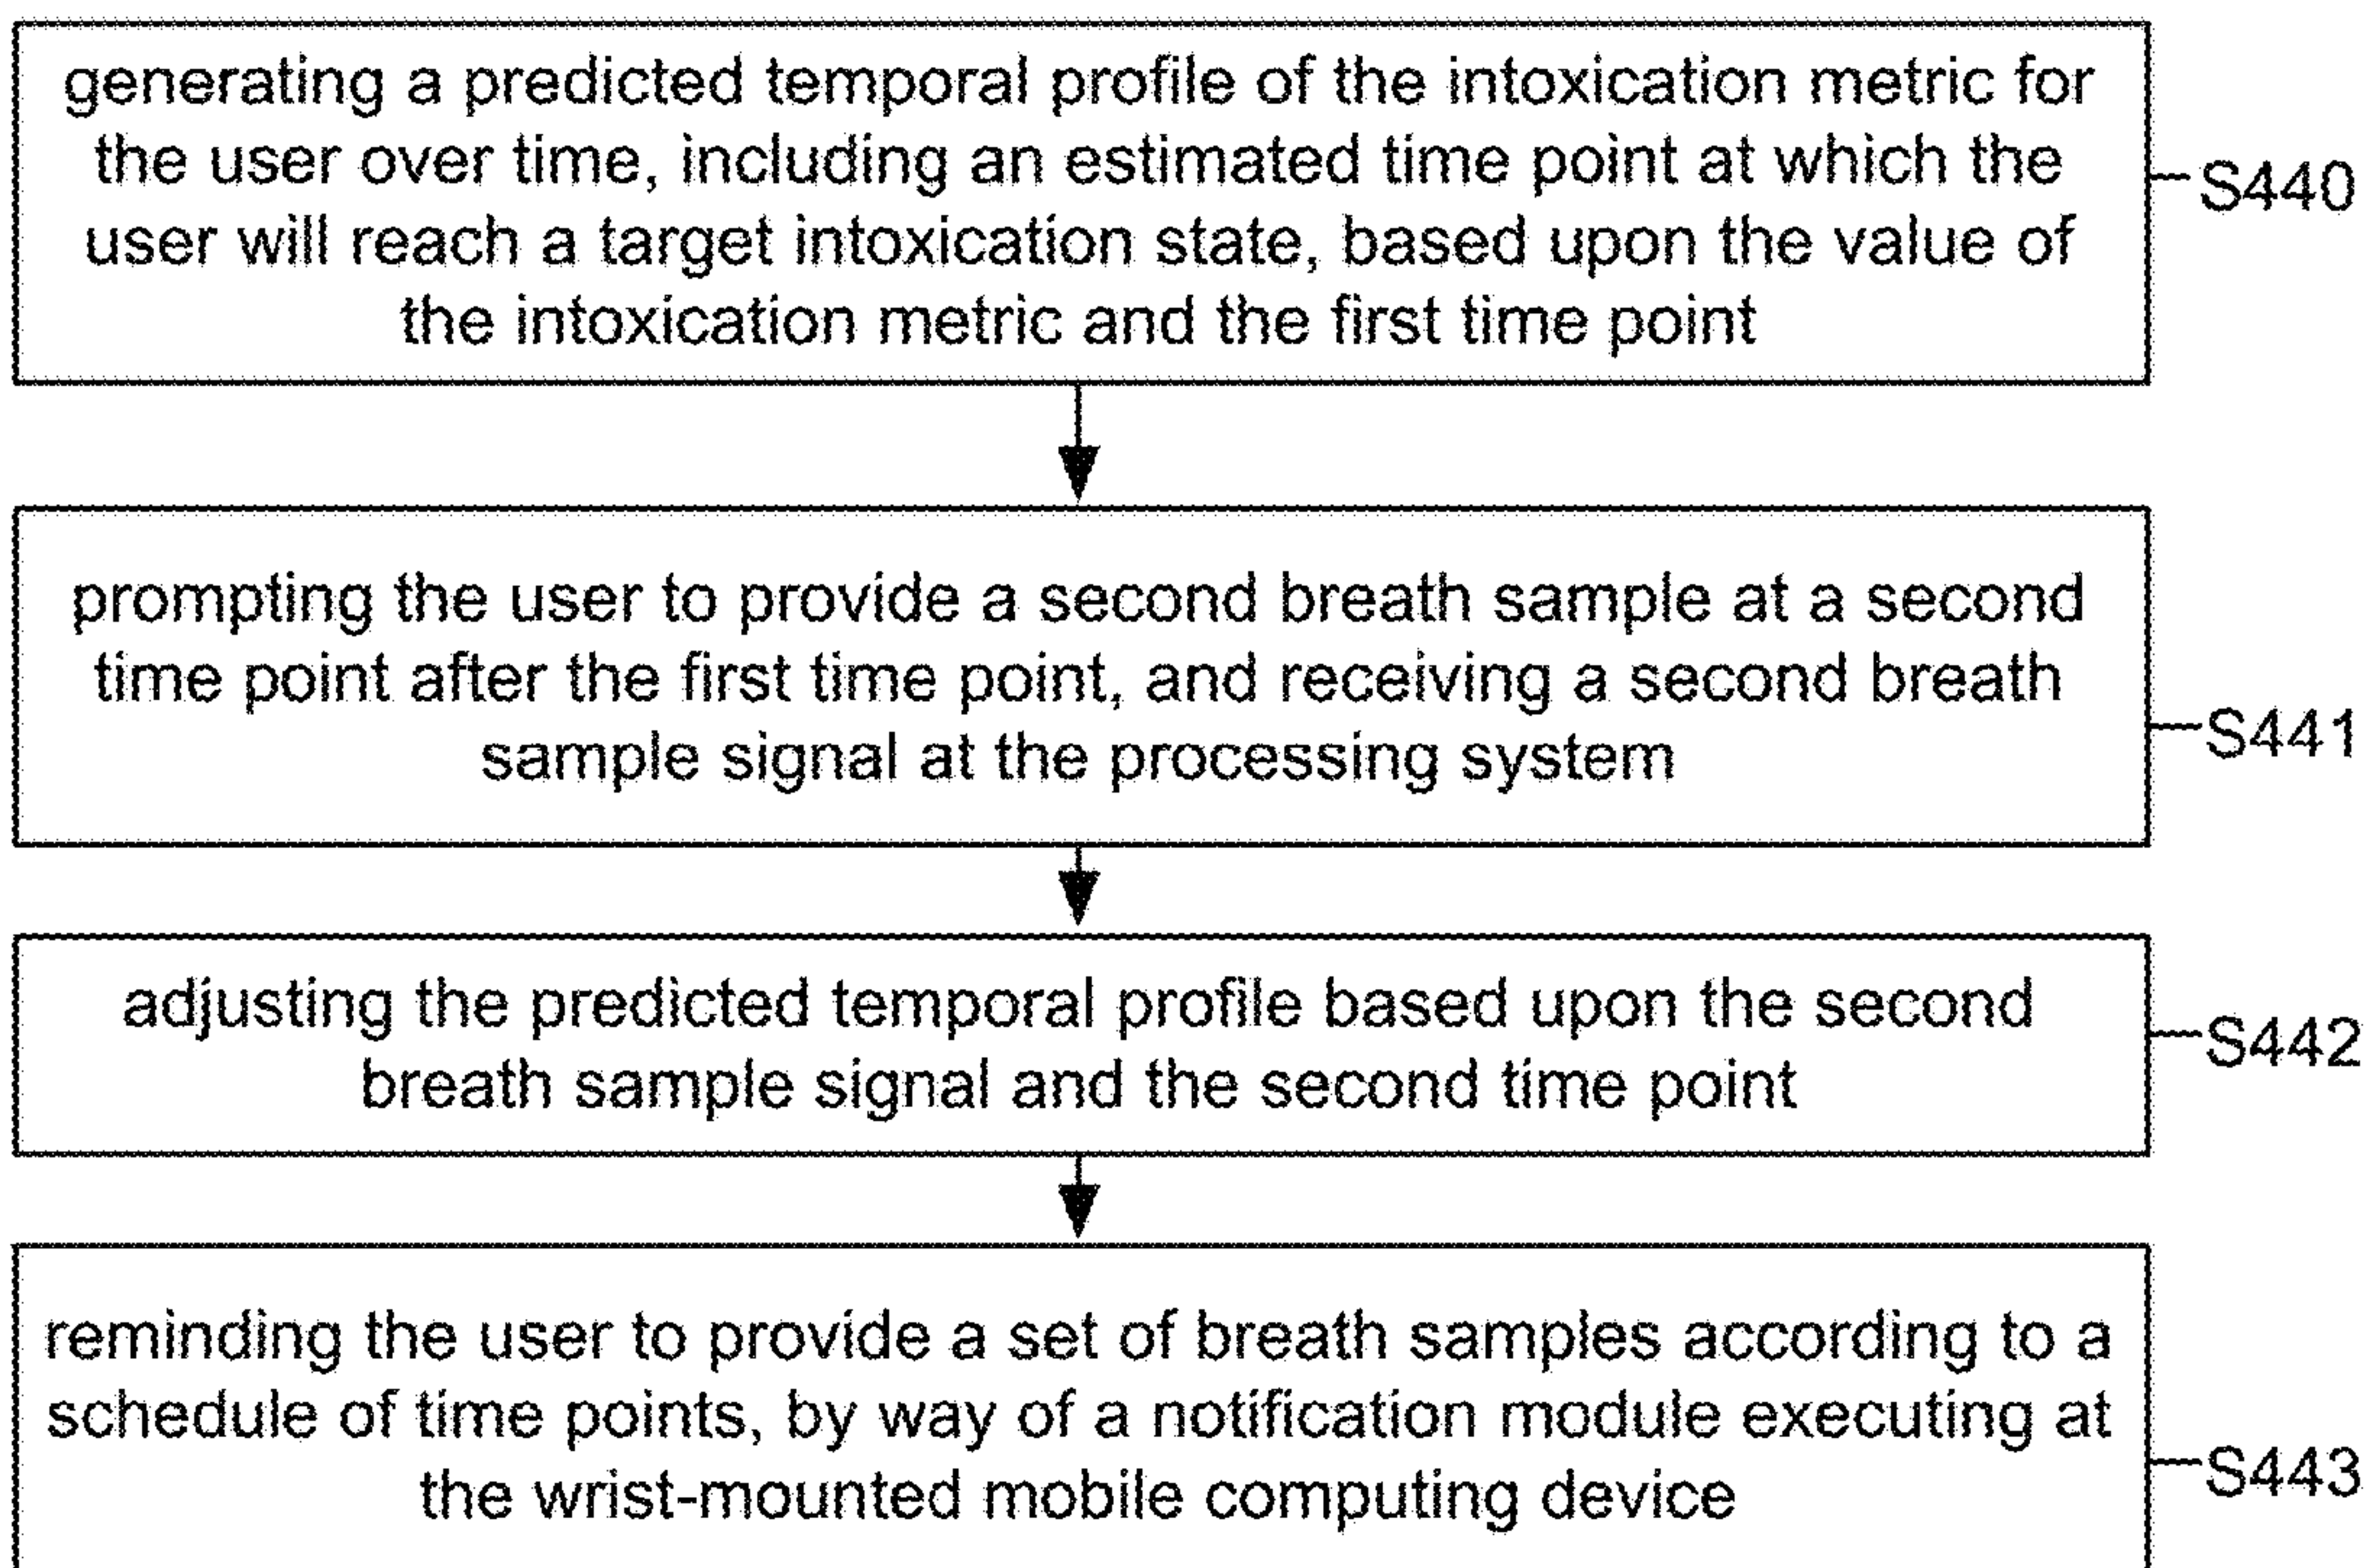 generating a predicted temporal profile of the intoxication metric for
the user over time, including an estimated time point at which the
user will reach a target intoxication state, based upon the value of
the intoxication metric and the first time point
S440
prompting the user to provide a second breath sample at a second
time point after the first time point, and receiving a second breath
sample signal at the processing system
S441
adjusting the predicted temporal profile based upon the second
breath sample signal and the second time point
S442
reminding the user to provide a set of breath samples according to a
schedule of time points, by way of a notification module executing at
the wrist-mounted mobile computing device
S443